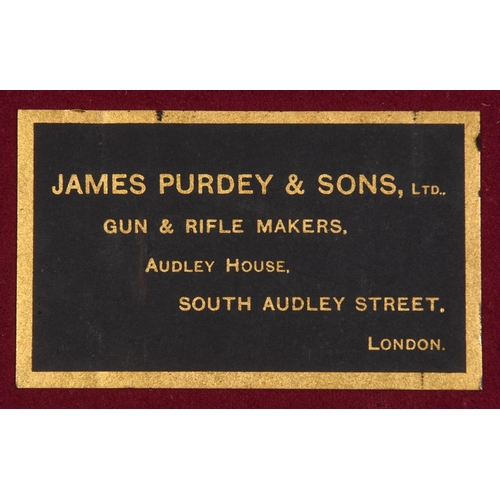 JAMES PURDEY & SONS, LTD..
GUN & RIFLE MAKERS,
AUDLEY HOUSE,
SOUTH AUDLEY STREET,
LONDON.